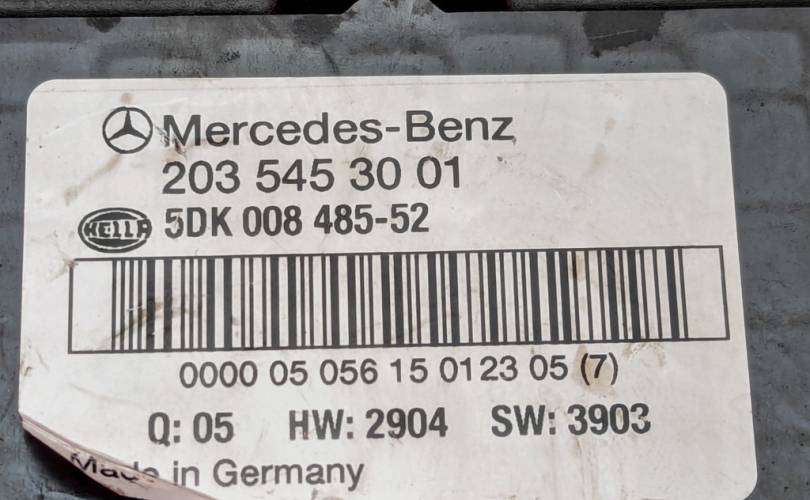 Mercedes-Benz
203 545 30 01
HELLA 5DK 008 485-52
0000 05 056 15 0123 05 (7)
Q: 05 HW: 2904 SW: 3903
Made in Germany